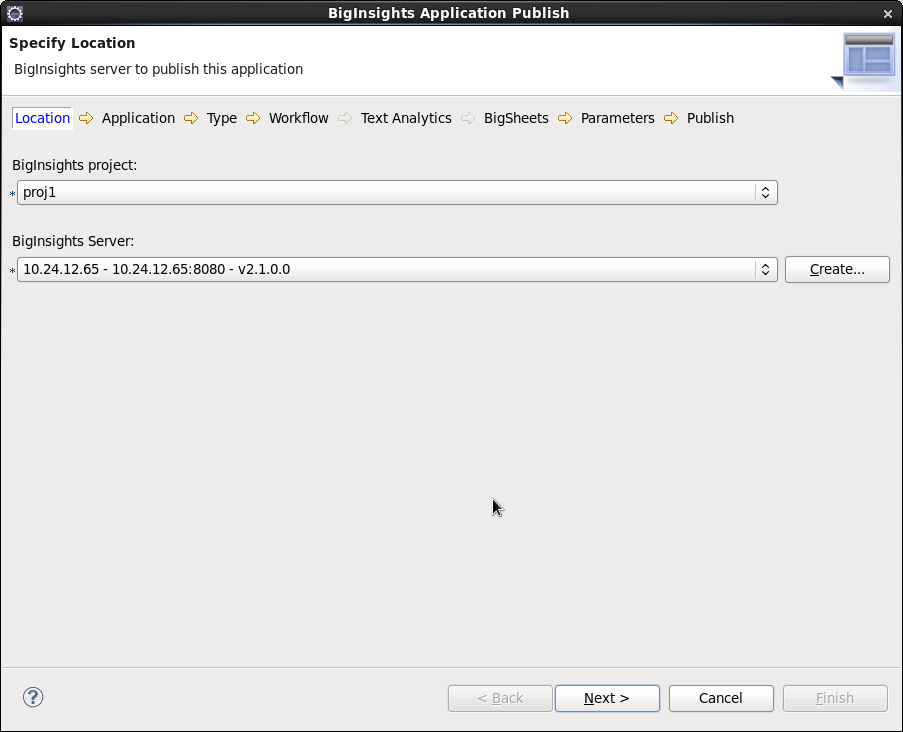 BigInsights Application Publish
Specify Location
BigInsights server to publish this application
Location Application Type Workflow Text Analytics BigSheets Parameters Publish
BigInsights project:
* proj1
BigInsights Server:
* 10.24.12.65 - 10.24.12.65:8080 - v2.1.0.0 Create...
? < Back Next > Cancel Finish